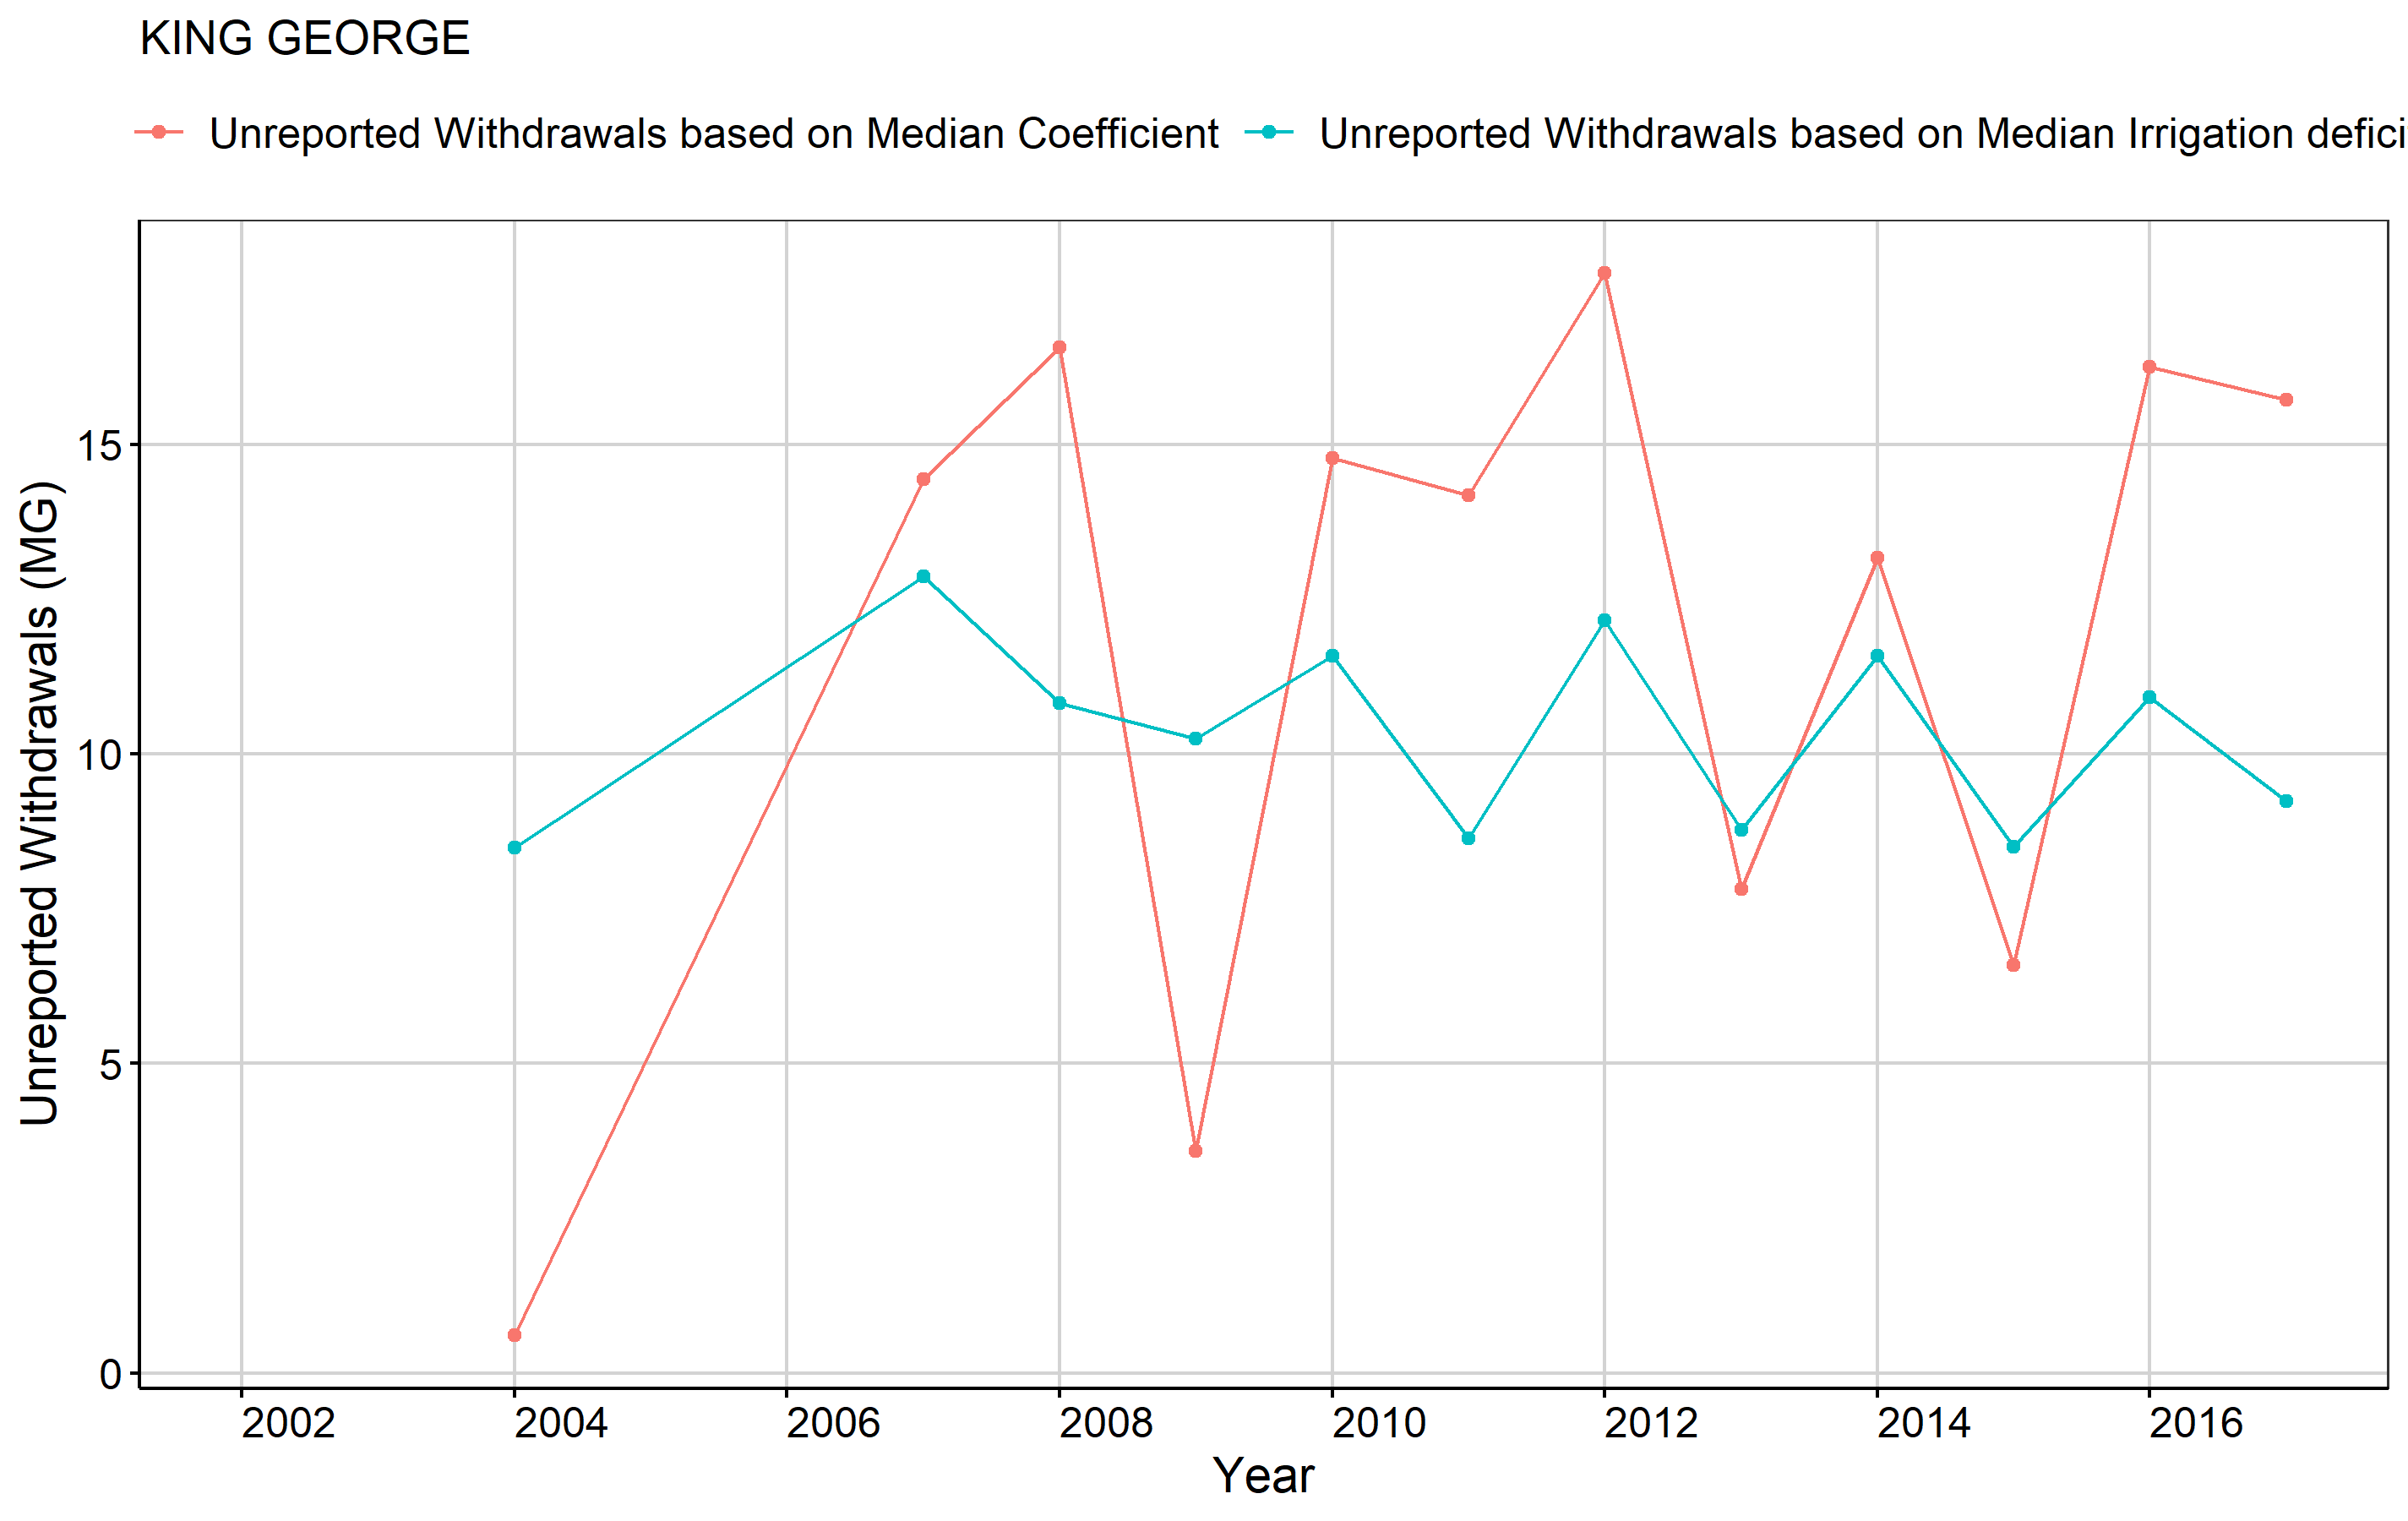 KING GEORGE
Unreported Withdrawals based on Median Coefficient Unreported Withdrawals based on Median Irrigation defici
Unreported Withdrawals (MG)
15
10
5
0
2002 2004 2006 2008 2010 2012 2014 2016
Year